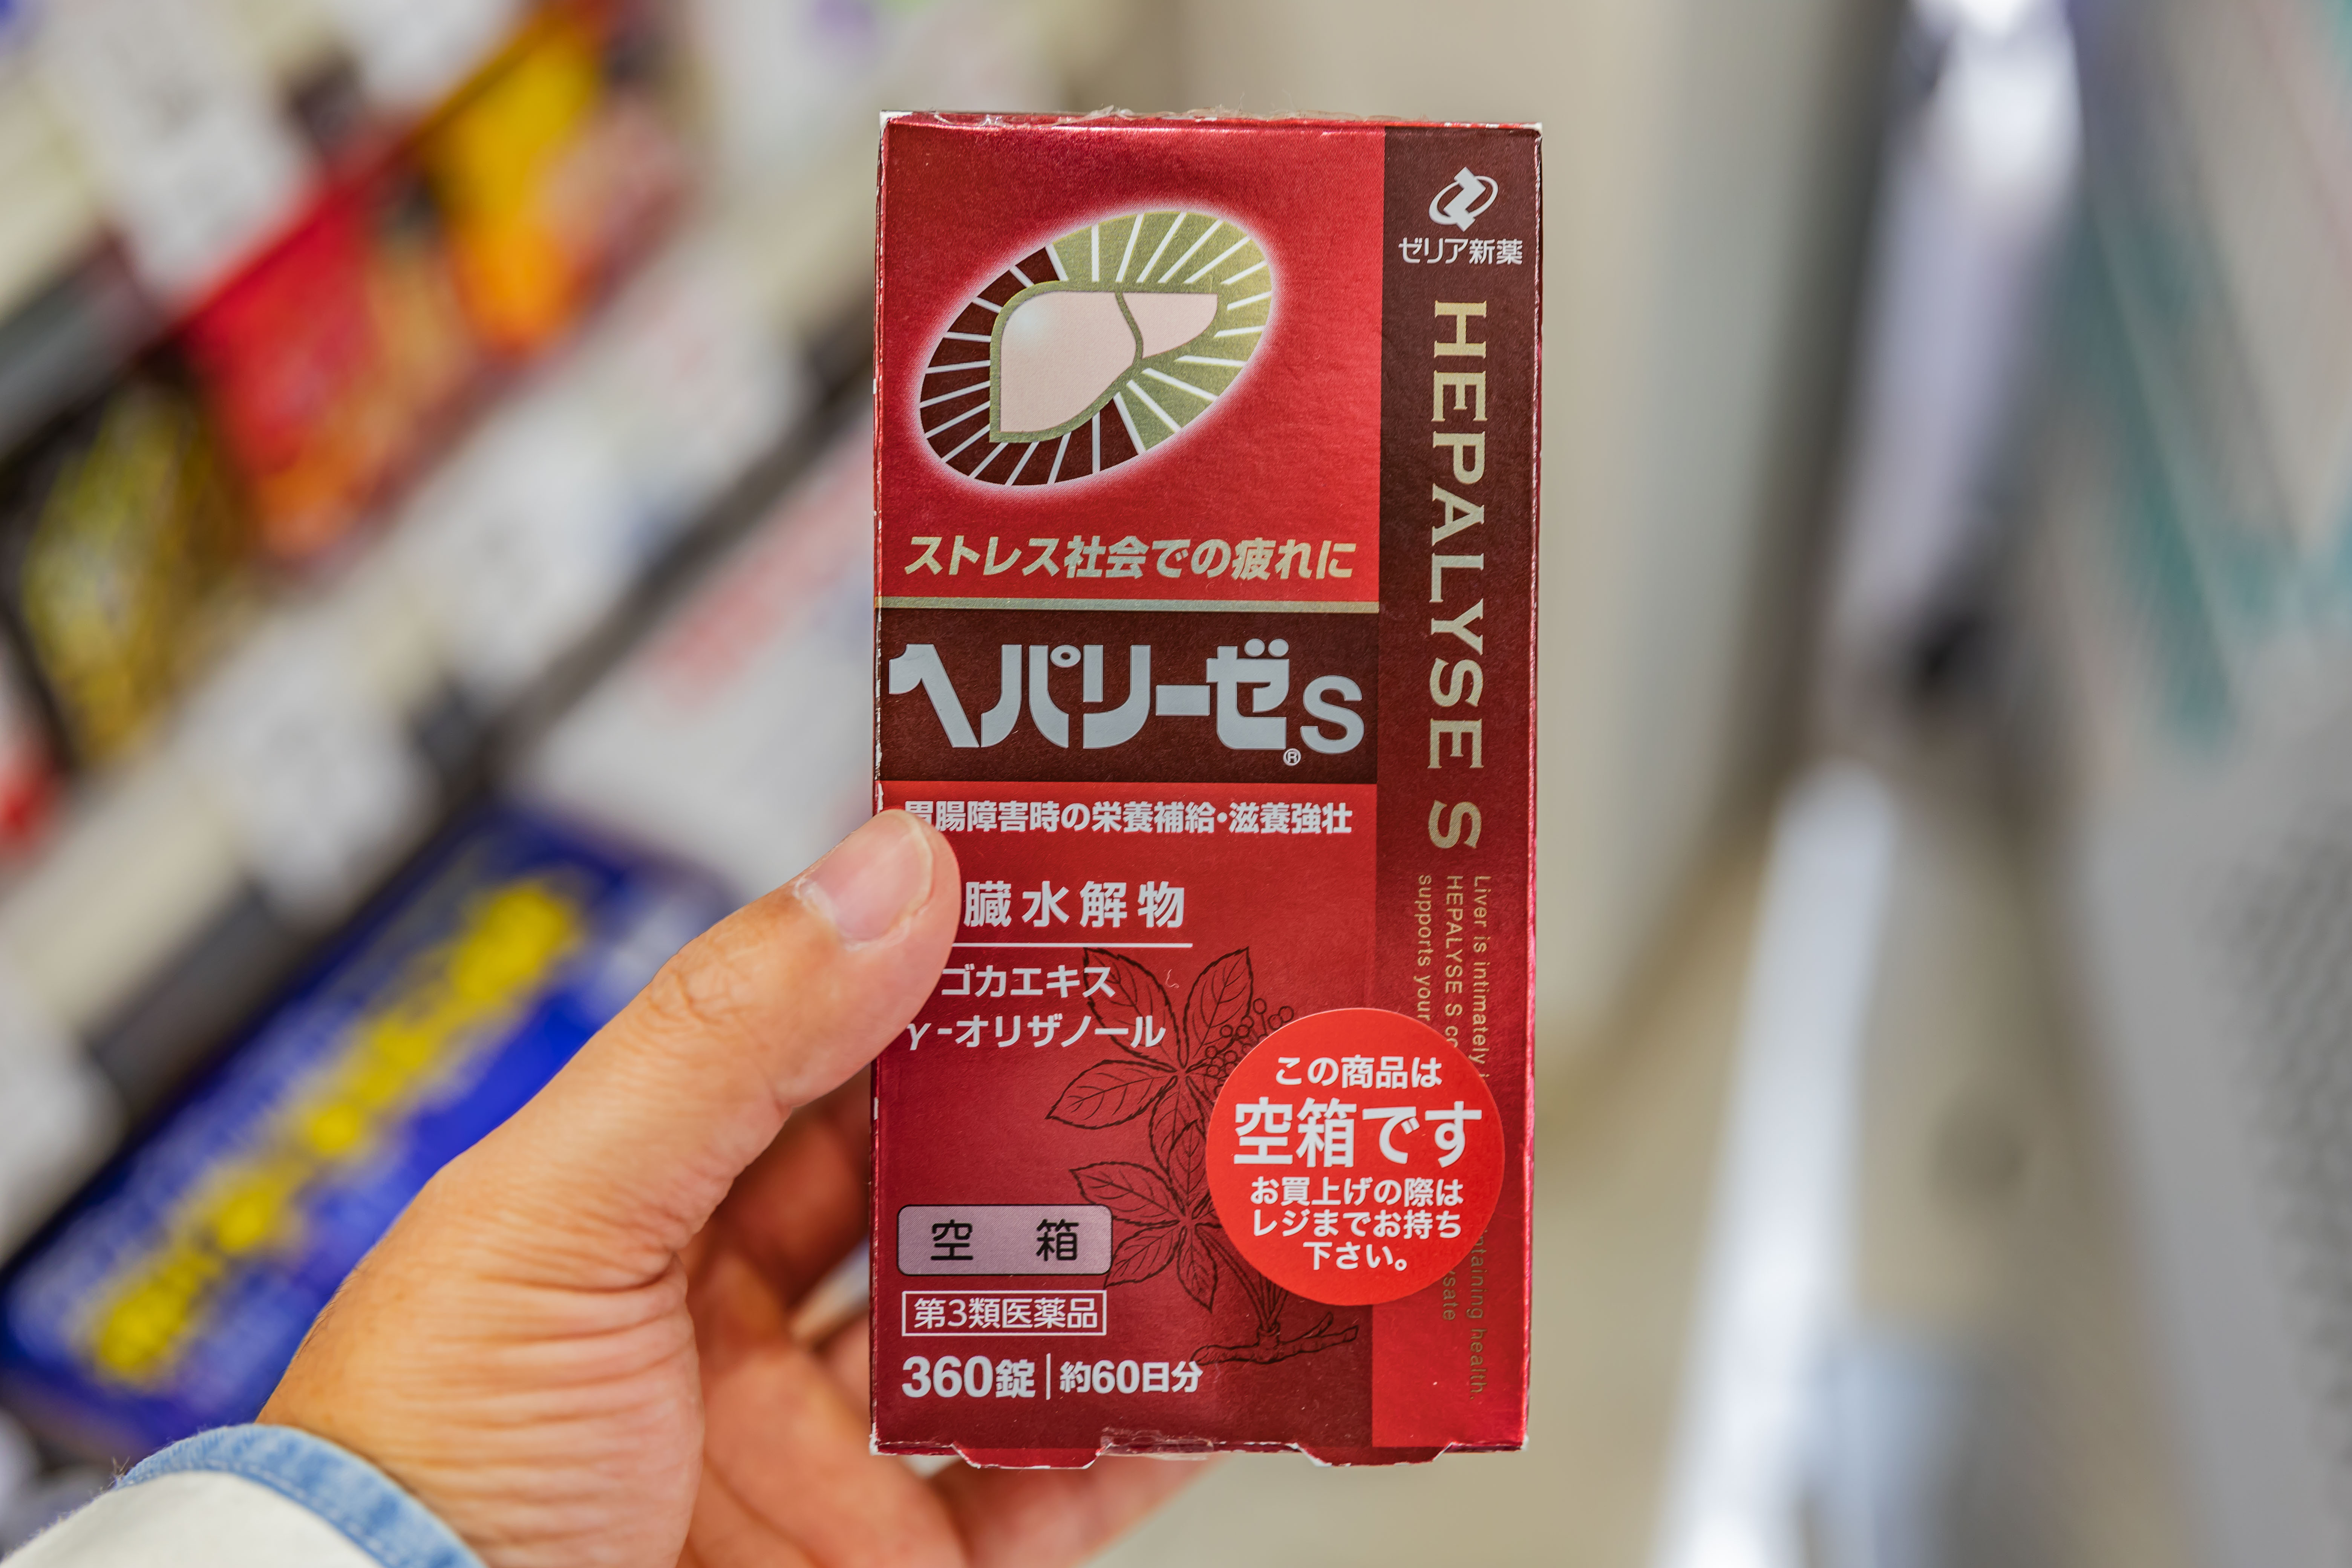 ゼリア新薬
HEPALYSE S
Liver is intimately
HEPALYSE S
supports your
ntaining health.
ストレス社会での疲れに
ヘパリーゼS
®
胃腸障害時の栄養補給・滋養強壮
臓水解物
ゴカエキス
γ-オリザノール
この商品は
空箱です
お買上げの際は
レジまでお持ち
下さい。
空箱
第3類医薬品
360錠 約60日分